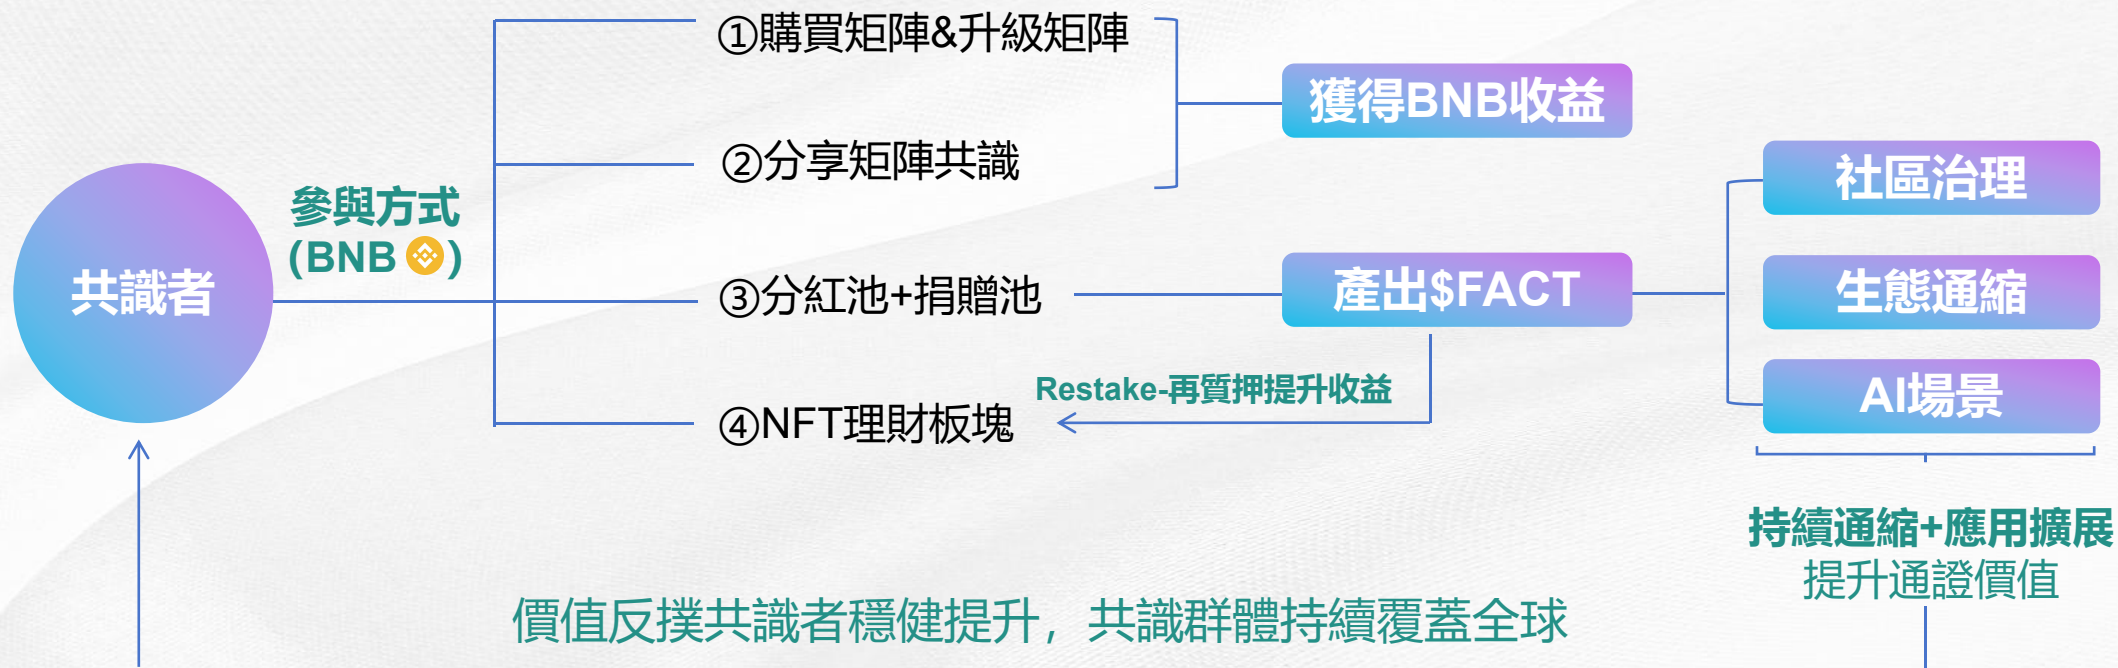 ①購買矩陣&升級矩陣
獲得BNB收益
②分享矩陣共識
社區治理
參與方式
(BNB)
共識者
③分紅池+捐贈池
產出$FACT
生態通縮
Restake-再質押提升收益
AI場景
④NFT理財板塊
持續通縮+應用擴展
提升通證價值
價值反撲共識者穩健提升，共識群體持續覆蓋全球